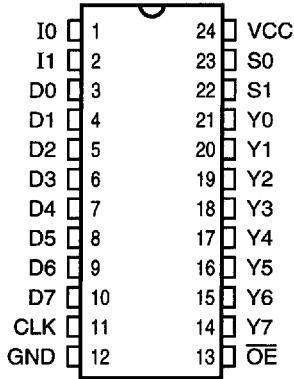 I0 1 24 VCC
I1 2 23 S0
D0 3 22 S1
D1 4 21 Y0
D2 5 20 Y1
D3 6 19 Y2
D4 7 18 Y3
D5 8 17 Y4
D6 9 16 Y5
D7 10 15 Y6
CLK 11 14 Y7
GND 12 13 O̅E̅